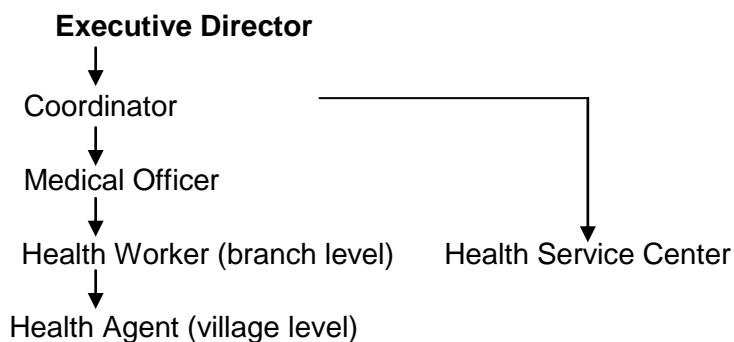 Executive Director
Coordinator
Medical Officer
Health Worker (branch level) Health Service Center
Health Agent (village level)